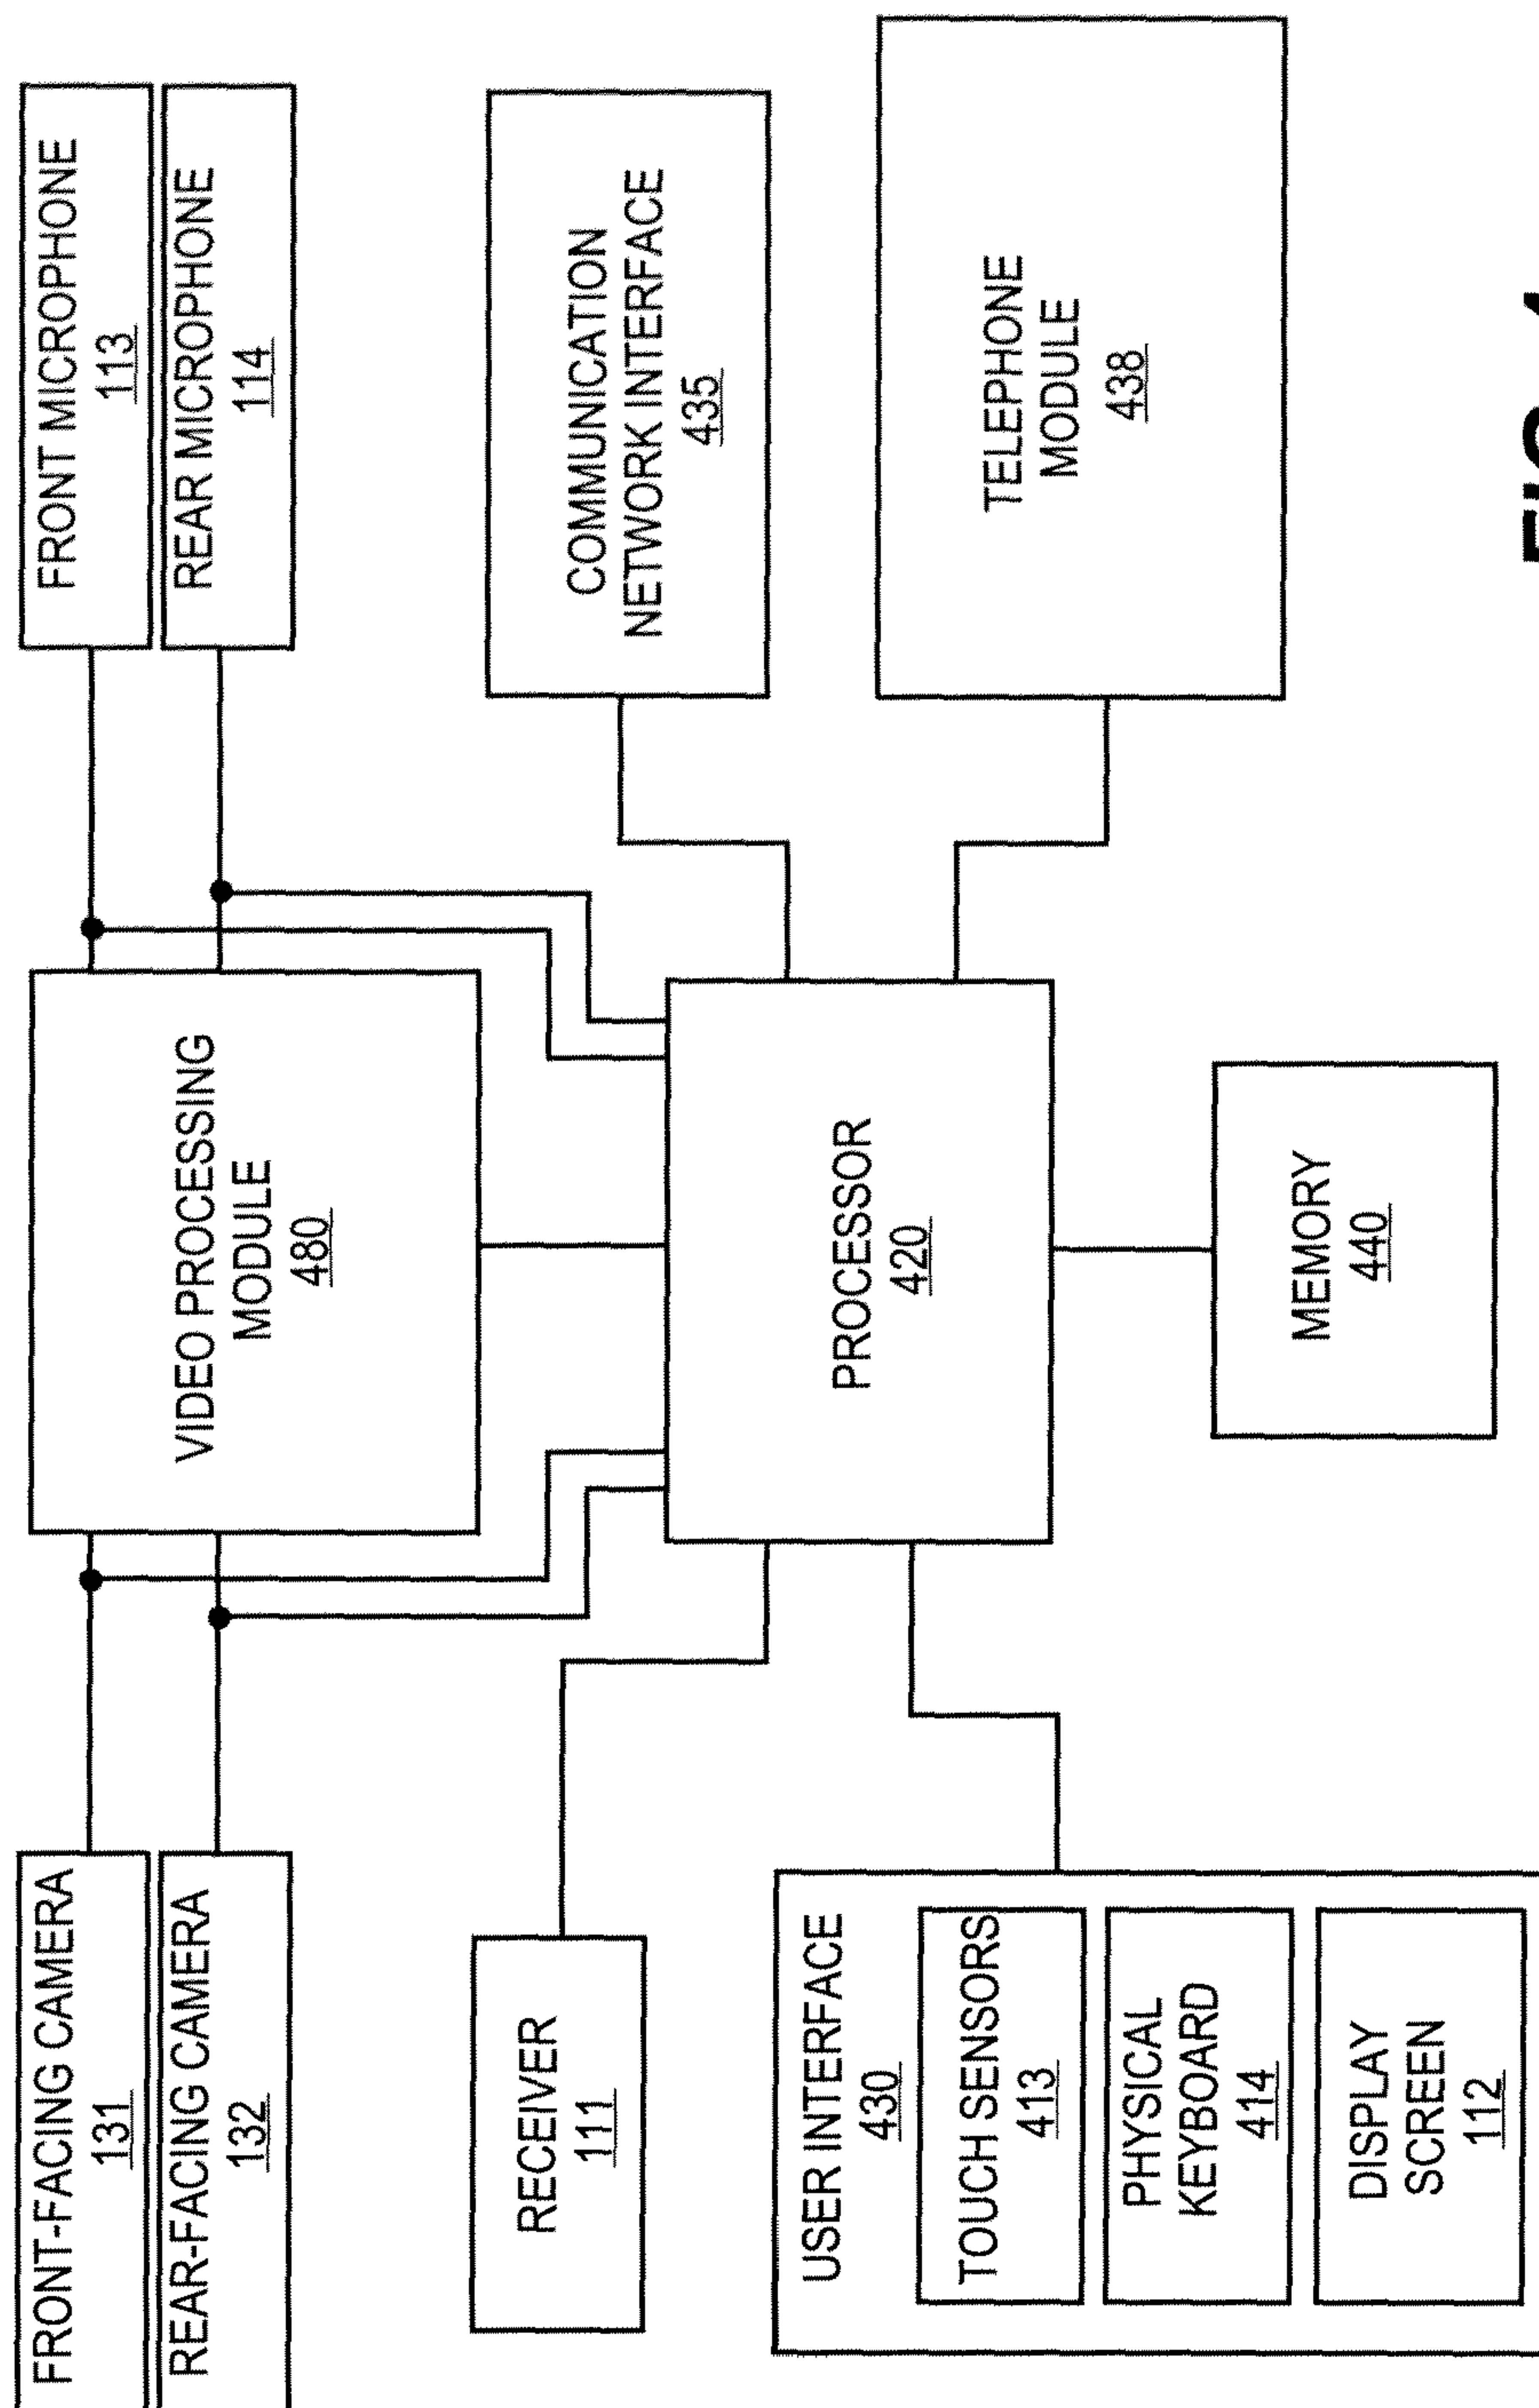 FRONT-FACING CAMERA
131
REAR-FACING CAMERA
132
VIDEO PROCESSING
MODULE
480
FRONT MICROPHONE
113
REAR MICROPHONE
114
RECEIVER
111
PROCESSOR
420
COMMUNICATION
NETWORK INTERFACE
435
USER INTERFACE
430
TOUCH SENSORS
413
PHYSICAL
KEYBOARD
414
DISPLAY
SCREEN
112
MEMORY
440
TELEPHONE
MODULE
438